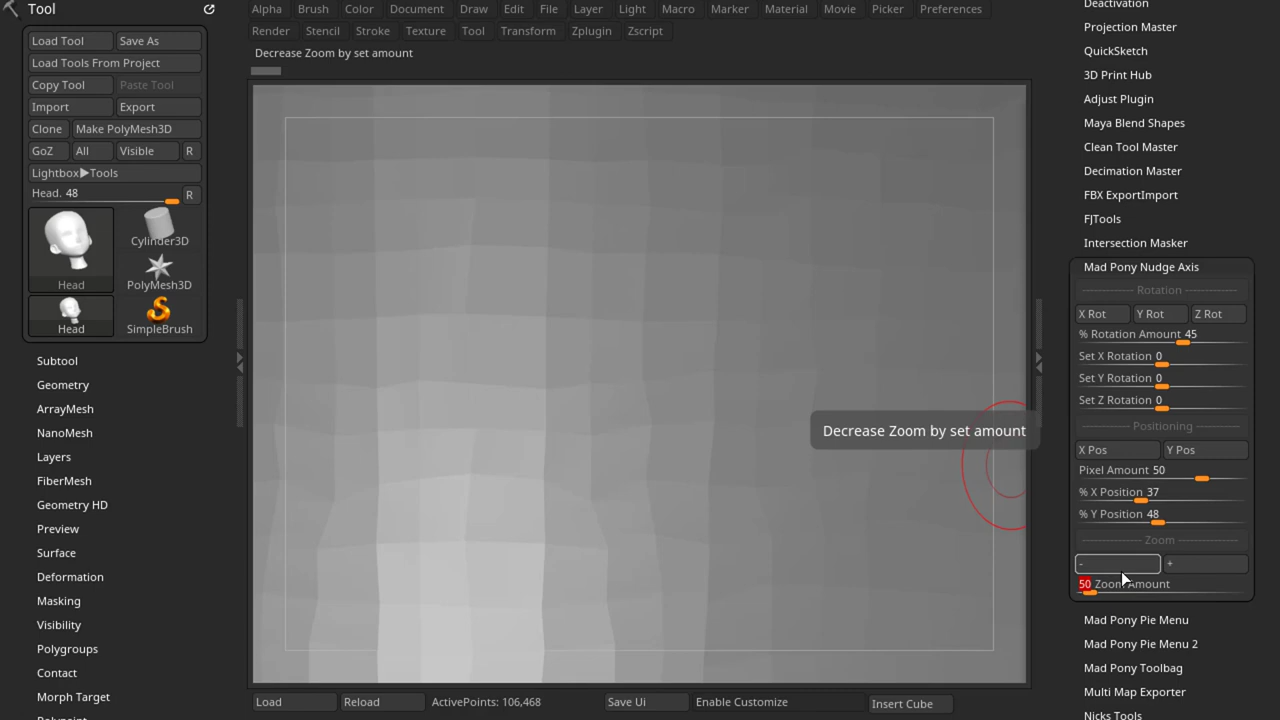 Tool
Load Tool Save As
Load Tools From Project
Copy Tool Paste Tool
Import Export
Clone Make PolyMesh3D
GoZ All Visible R
Lightbox▶Tools
Head. 48 R
Head
Cylinder3D
PolyMesh3D
Head
SimpleBrush
Subtool
Geometry
ArrayMesh
NanoMesh
Layers
FiberMesh
Geometry HD
Preview
Surface
Deformation
Masking
Visibility
Polygroups
Contact
Morph Target
Alpha Brush Color Document Draw Edit File Layer Light Macro Marker Material Movie Picker Preferences
Render Stencil Stroke Texture Tool Transform Zplugin Zscript
Decrease Zoom by set amount
Decrease Zoom by set amount
Load Reload ActivePoints: 106,468 Save Ui Enable Customize Insert Cube
Deactivation
Projection Master
QuickSketch
3D Print Hub
Adjust Plugin
Maya Blend Shapes
Clean Tool Master
Decimation Master
FBX ExportImport
FJTools
Intersection Masker
Mad Pony Nudge Axis
Rotation
X Rot Y Rot Z Rot
% Rotation Amount 45
Set X Rotation 0
Set Y Rotation 0
Set Z Rotation 0
Positioning
X Pos Y Pos
Pixel Amount 50
% X Position 37
% Y Position 48
Zoom
- +
50 Zoom Amount
Mad Pony Pie Menu
Mad Pony Pie Menu 2
Mad Pony Toolbag
Multi Map Exporter
Nicks Tools